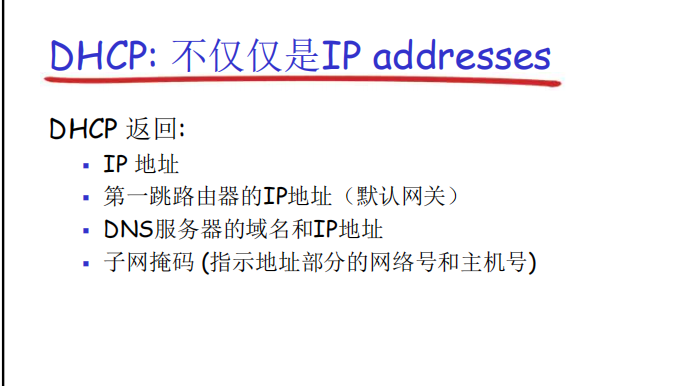 DHCP: 不仅仅是IP addresses
DHCP 返回:
▪ IP 地址
▪ 第一跳路由器的IP地址（默认网关）
▪ DNS服务器的域名和IP地址
▪ 子网掩码 (指示地址部分的网络号和主机号)